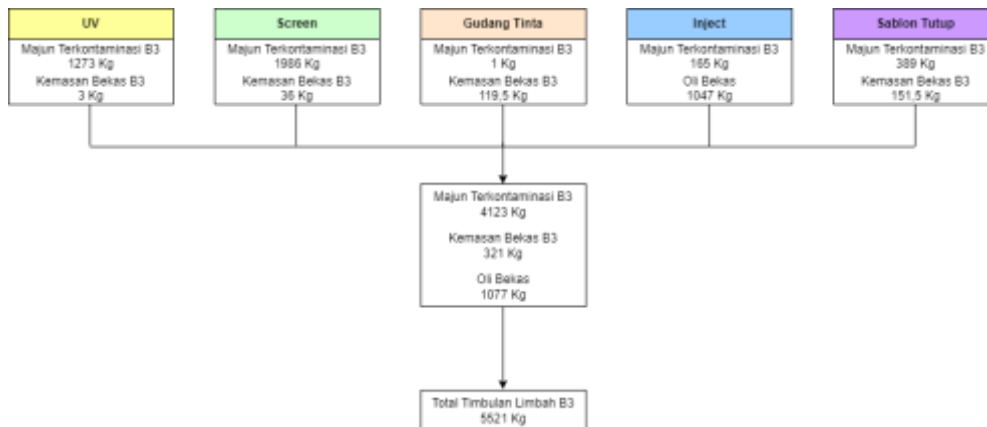 UV
Majun Terkontaminasi B3
1273 Kg
Kemasan Bekas B3
3 Kg
Screen
Majun Terkontaminasi B3
1986 Kg
Kemasan Bekas B3
36 Kg
Gudang Tinta
Majun Terkontaminasi B3
1 Kg
Kemasan Bekas B3
119,5 Kg
Inject
Majun Terkontaminasi B3
165 Kg
Oli Bekas
1047 Kg
Sablon Tutup
Majun Terkontaminasi B3
389 Kg
Kemasan Bekas B3
151,5 Kg
Majun Terkontaminasi B3
4123 Kg
Kemasan Bekas B3
321 Kg
Oli Bekas
1077 Kg
Total Timbulan Limbah B3
5521 Kg